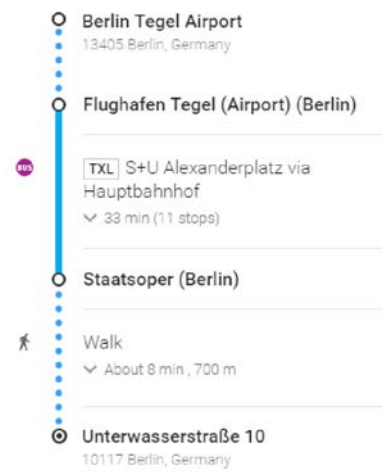 Berlin Tegel Airport
13405 Berlin, Germany
Flughafen Tegel (Airport) (Berlin)
BUS
TXL S+U Alexanderplatz via
Hauptbahnhof
33 min (11 stops)
Staatsoper (Berlin)
Walk
About 8 min , 700 m
Unterwasserstraße 10
10117 Berlin, Germany